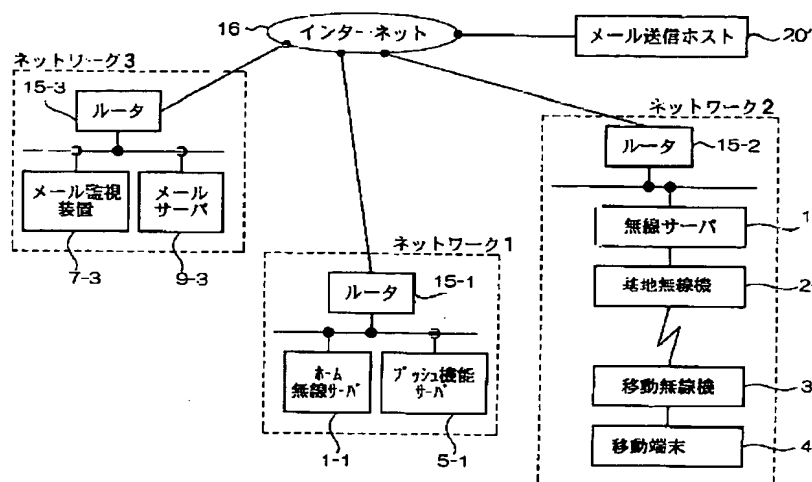 16
インターネット
メール送信ホスト
20'
ネットワーク3
15-3
ルータ
メール監視
装置
メール
サーバ
7-3
9-3
ネットワーク1
ルータ
15-1
ホーム
無線サーバ
プッシュ機能
サーバ
1-1
5-1
ネットワーク2
ルータ
15-2
無線サーバ
1
基地無線機
2
移動無線機
3
移動端末
4